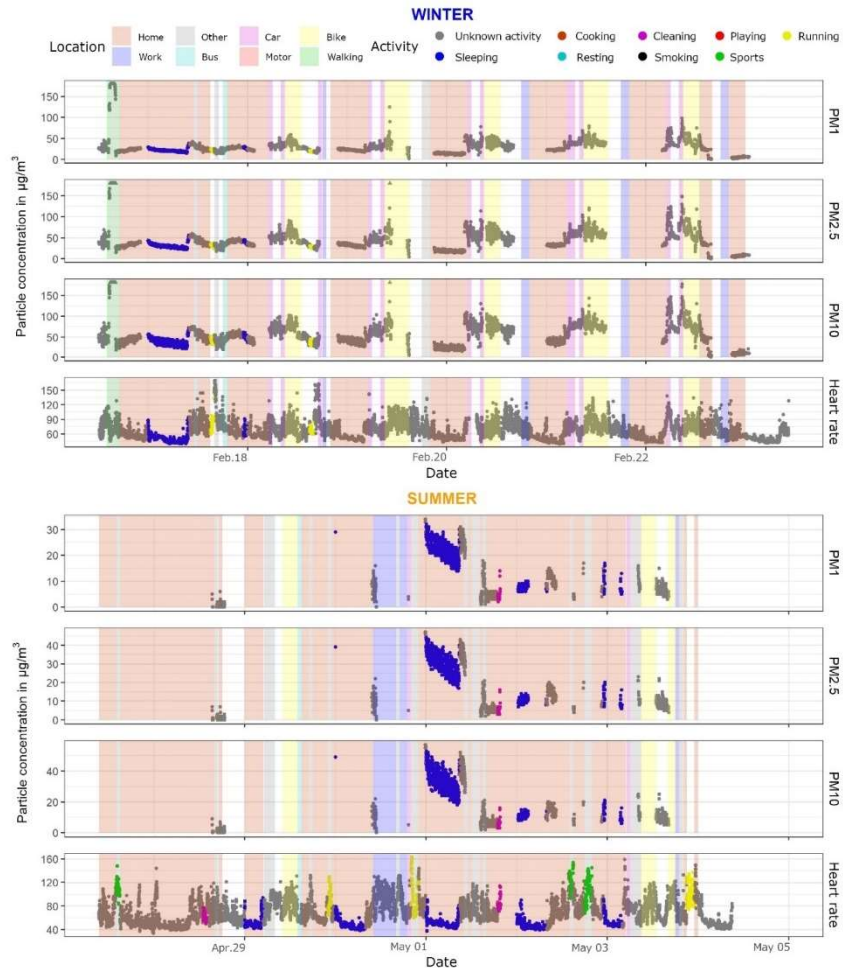 WINTER
Location Home Other Car Bike Activity Unknown activity Cooking Cleaning Playing Running
Work Bus Motor Walking Sleeping Resting Smoking Sports
Particle concentration in µg/m³
150
100
50
0
PM1
150
100
50
0
PM2.5
150
100
50
0
PM10
150
120
90
60
Heart rate
Feb.18 Feb.20 Feb.22
Date
SUMMER
Particle concentration in µg/m³
30
20
10
0
PM1
40
30
20
10
0
PM2.5
40
20
0
PM10
160
120
80
40
Heart rate
Apr.29 May 01 May 03 May 05
Date